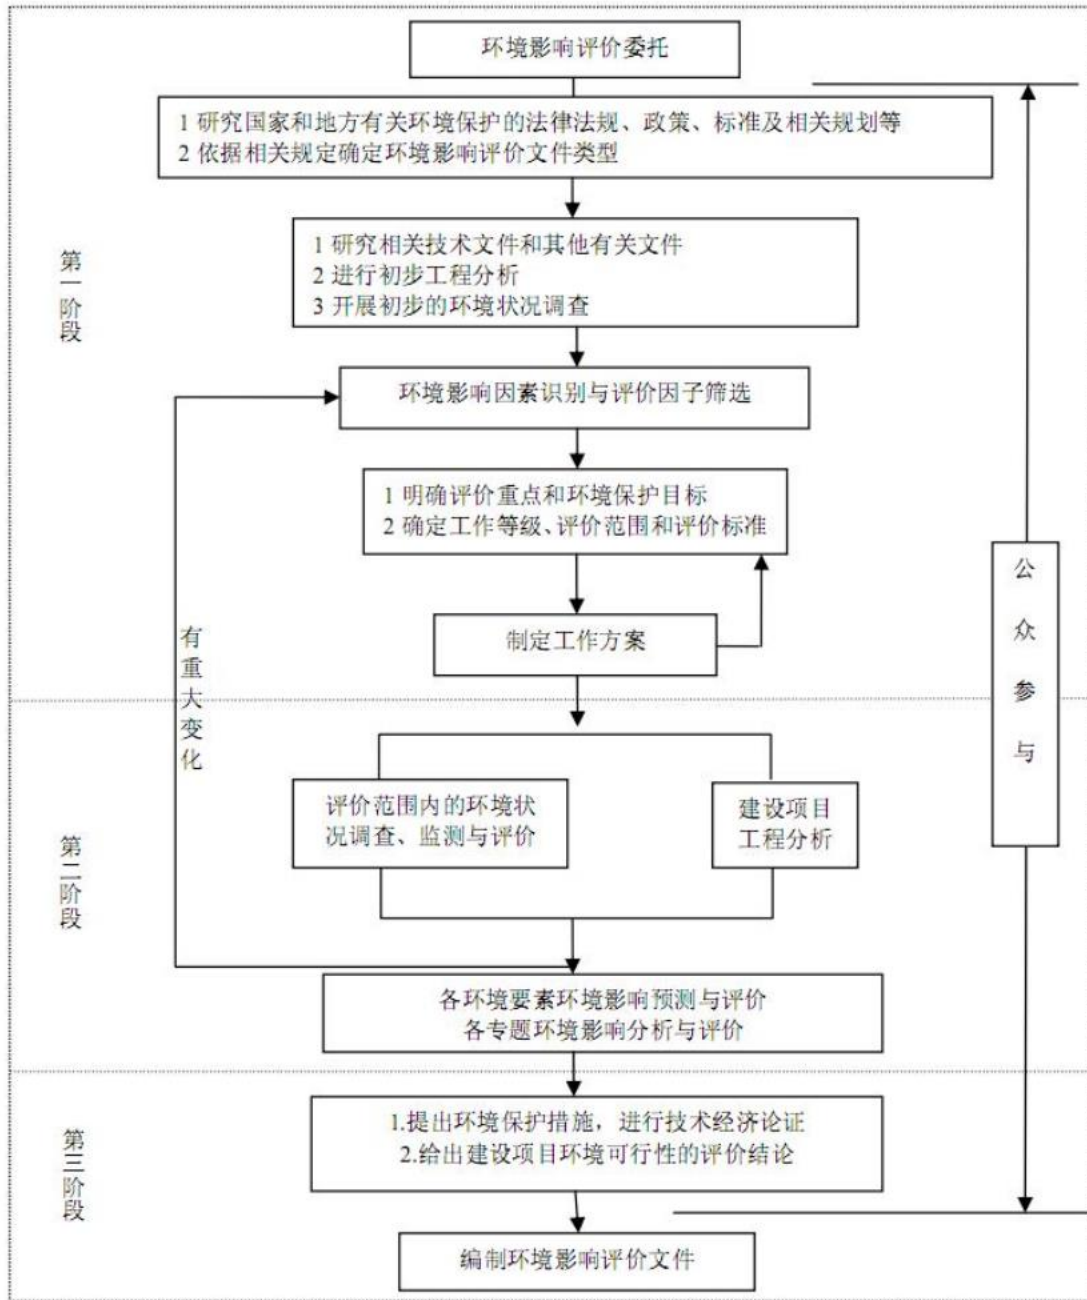 环境影响评价委托
1 研究国家和地方有关环境保护的法律法规、政策、标准及相关规划等
2 依据相关规定确定环境影响评价文件类型
第一阶段
1 研究相关技术文件和其他有关文件
2 进行初步工程分析
3 开展初步的环境状况调查
环境影响因素识别与评价因子筛选
1 明确评价重点和环境保护目标
2 确定工作等级、评价范围和评价标准
公众参与
制定工作方案
有重大变化
第二阶段
评价范围内的环境状
况调查、监测与评价
建设项目
工程分析
各环境要素环境影响预测与评价
各专题环境影响分析与评价
第三阶段
1.提出环境保护措施，进行技术经济论证
2.给出建设项目环境可行性的评价结论
编制环境影响评价文件